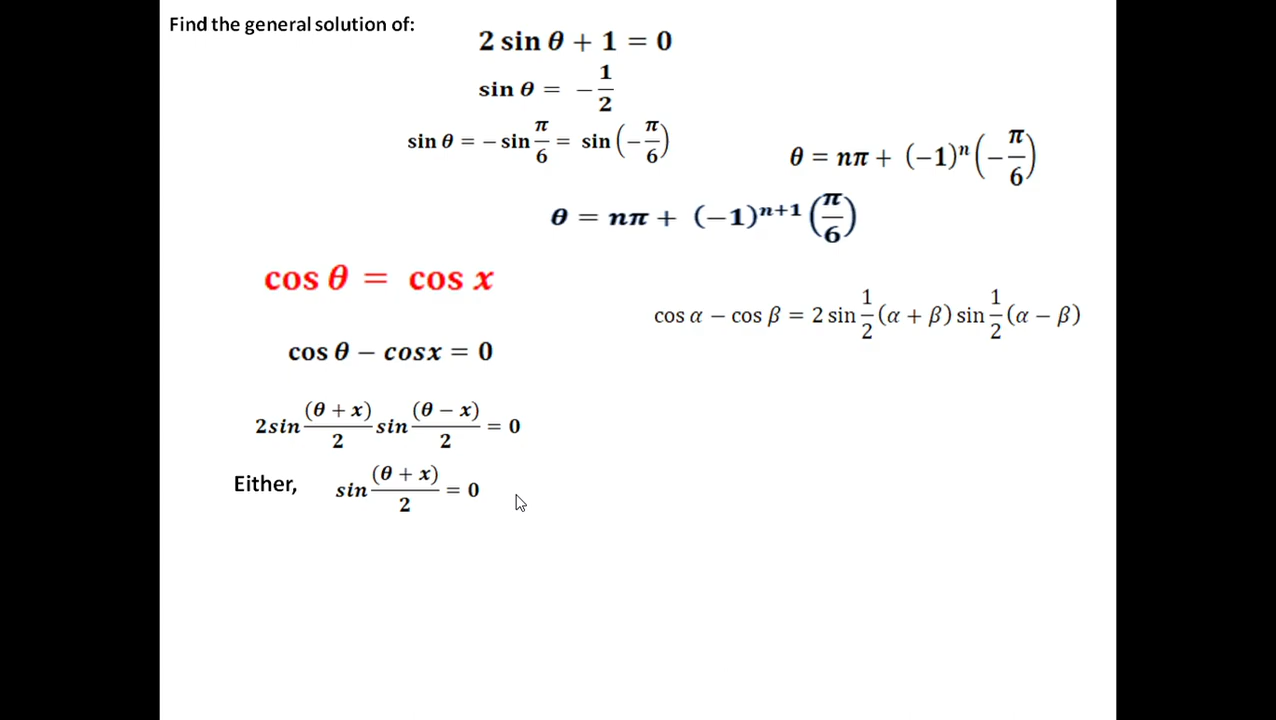 Find the general solution of:
2 sin θ + 1 = 0
sin θ = − 1/2
sin θ = − sin π/6 = sin (− π/6)
θ = nπ + (−1)ⁿ (− π/6)
θ = nπ + (−1)ⁿ⁺¹ (π/6)
cos θ = cos x
cos α − cos β = 2 sin 1/2 (α + β) sin 1/2 (α − β)
cos θ − cosx = 0
2sin (θ + x)/2 sin (θ − x)/2 = 0
Either, sin (θ + x)/2 = 0